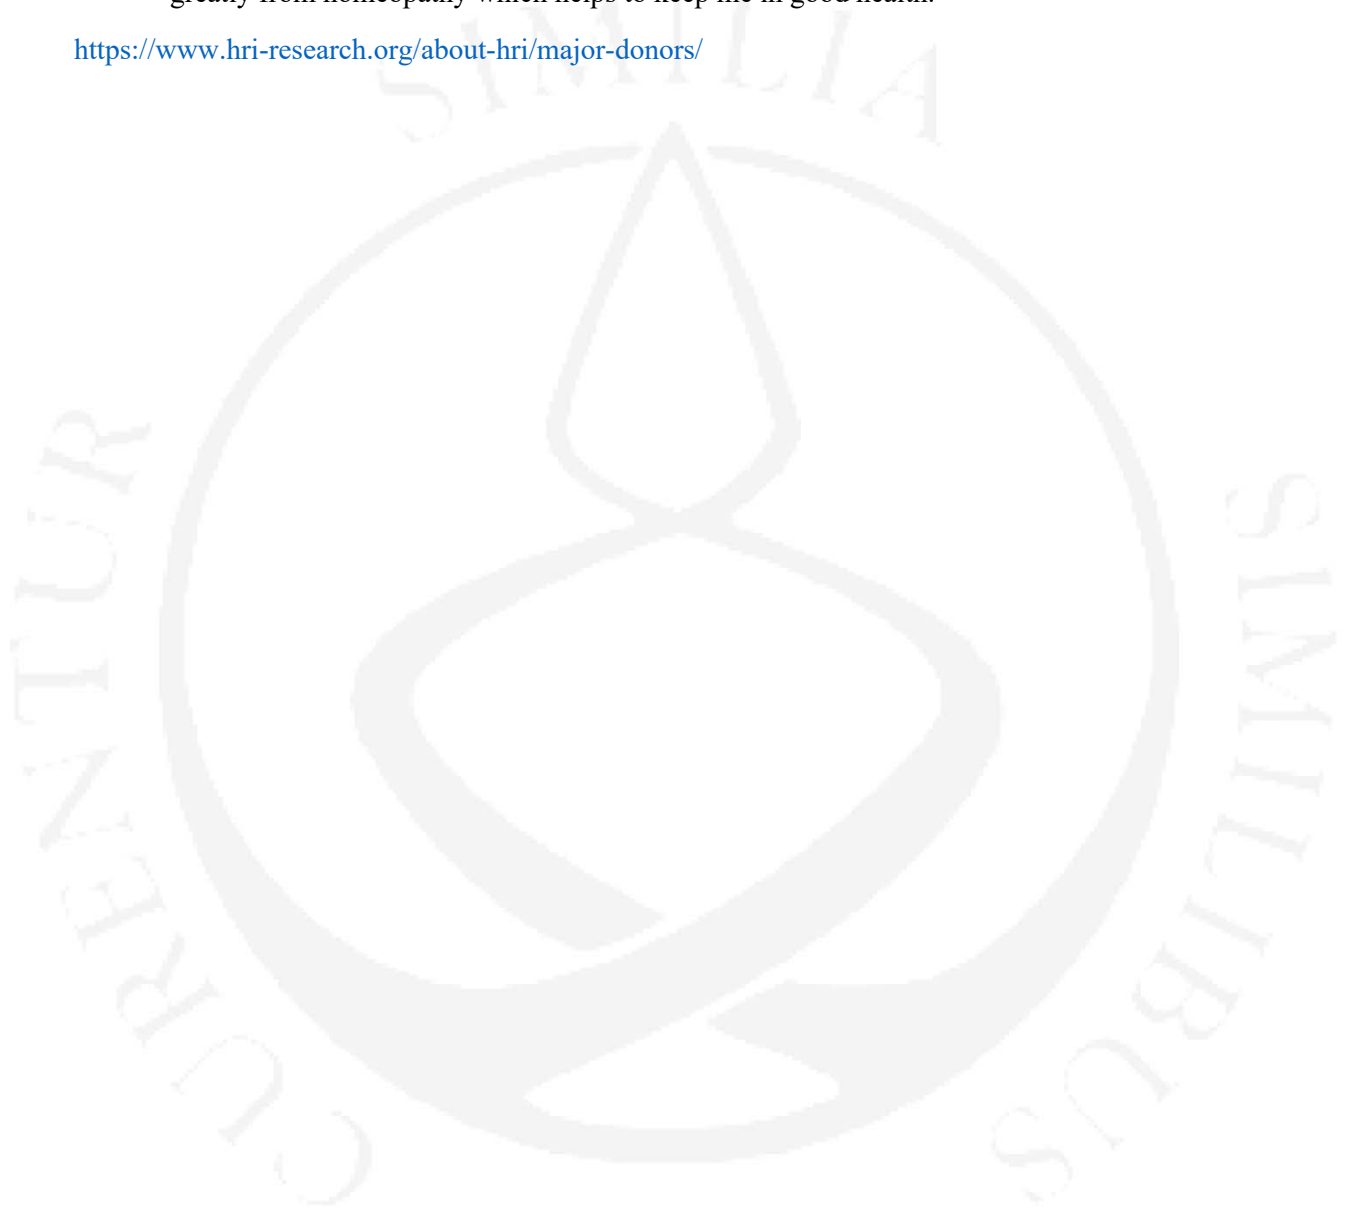 greatly from homeopathy which helps to keep me in good health.
https://www.hri-research.org/about-hri/major-donors/
SIMILIA
SIMILIBUS
CURENTUR